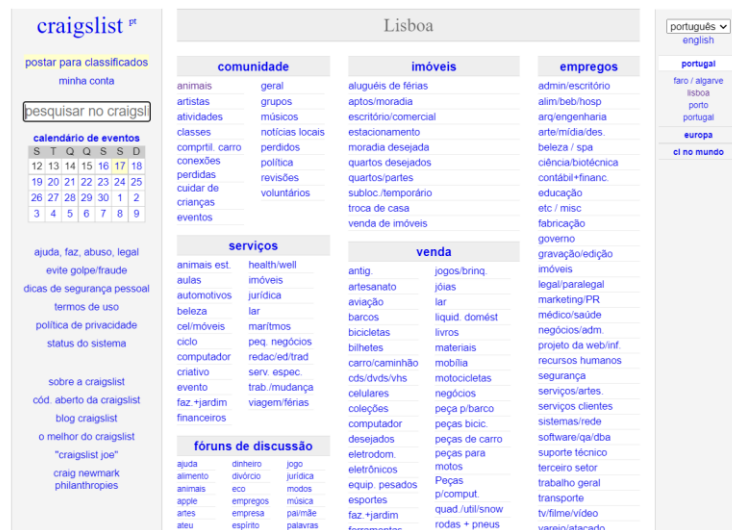 craigslist pt
postar para classificados
minha conta
pesquisar no craigsli
calendário de eventos
S T Q Q S S D
12 13 14 15 16 17 18
19 20 21 22 23 24 25
26 27 28 29 30 1 2
3 4 5 6 7 8 9
ajuda, faz, abuso, legal
evite golpe/fraude
dicas de segurança pessoal
termos de uso
política de privacidade
status do sistema
sobre a craigslist
cód. aberto da craigslist
blog craigslist
o melhor do craigslist
"craigslist joe"
craig newmark
philanthropies
Lisboa
comunidade
animais
artistas
atividades
classes
comprtil. carro
conexões
perdidas
cuidar de
crianças
eventos
geral
grupos
músicos
notícias locais
perdidos
política
revisões
voluntários
serviços
animais est.
aulas
automotivos
beleza
cel/móveis
ciclo
computador
criativo
evento
faz.+jardim
financeiros
health/well
imóveis
jurídica
lar
marítmos
peq. negócios
redac/ed/trad
serv. espec.
trab./mudança
viagem/férias
fóruns de discussão
ajuda
alimento
animais
apple
artes
ateu
dinheiro
divórcio
eco
empregos
empresa
espírito
jogo
jurídica
modos
música
pai/mãe
palavras
imóveis
aluguéis de férias
aptos/moradia
escritório/comercial
estacionamento
moradia desejada
quartos desejados
quartos/partes
subloc./temporário
troca de casa
venda de imóveis
venda
antig.
artesanato
aviação
barcos
bicicletas
bilhetes
carro/caminhão
cds/dvds/vhs
celulares
coleções
computador
desejados
eletrodom.
eletrônicos
equip. pesados
esportes
faz.+jardim
ferramentas
jogos/brinq.
jóias
lar
liquid. domést
livros
materiais
mobília
motocicletas
negócios
peça p/barco
peças bicic.
peças de carro
peças para
motos
Peças
p/comput.
quad./util/snow
rodas + pneus
empregos
admin/escritório
alim/beb/hosp
arq/engenharia
arte/mídia/des.
beleza / spa
ciência/biotécnica
contábil+financ.
educação
etc / misc
fabricação
governo
gravação/edição
imóveis
legal/paralegal
marketing/PR
médico/saúde
negócios/adm.
projeto da web/inf.
recursos humanos
segurança
serviços/artes.
serviços clientes
sistemas/rede
software/qa/dba
suporte técnico
terceiro setor
trabalho geral
transporte
tv/filme/vídeo
varejo/atacado
português
english
portugal
faro / algarve
lisboa
porto
portugal
europa
cl no mundo